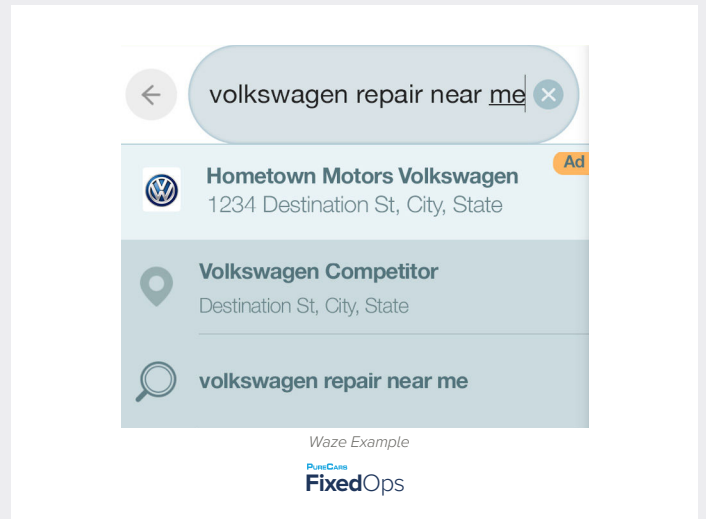 volkswagen repair near me
Ad
Hometown Motors Volkswagen
1234 Destination St, City, State
Volkswagen Competitor
Destination St, City, State
volkswagen repair near me
Waze Example
PureCars
FixedOps